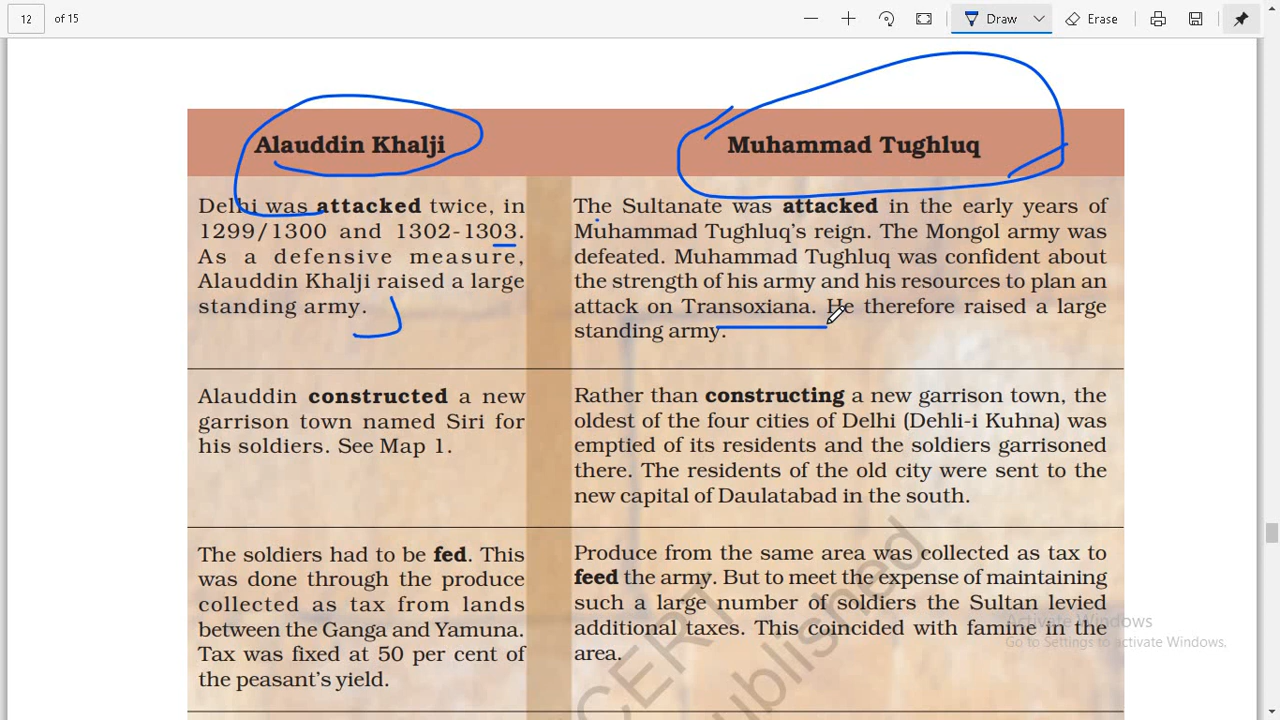 12 of 15 Draw Erase
Alauddin Khalji
Muhammad Tughluq
Delhi was attacked twice, in
1299/1300 and 1302-1303.
As a defensive measure,
Alauddin Khalji raised a large
standing army.
The Sultanate was attacked in the early years of
Muhammad Tughluq's reign. The Mongol army was
defeated. Muhammad Tughluq was confident about
the strength of his army and his resources to plan an
attack on Transoxiana. He therefore raised a large
standing army.
Alauddin constructed a new
garrison town named Siri for
his soldiers. See Map 1.
Rather than constructing a new garrison town, the
oldest of the four cities of Delhi (Dehli-i Kuhna) was
emptied of its residents and the soldiers garrisoned
there. The residents of the old city were sent to the
new capital of Daulatabad in the south.
The soldiers had to be fed. This
was done through the produce
collected as tax from lands
between the Ganga and Yamuna.
Tax was fixed at 50 per cent of
the peasant's yield.
Produce from the same area was collected as tax to
feed the army. But to meet the expense of maintaining
such a large number of soldiers the Sultan levied
additional taxes. This coincided with famine in the
area.
Activate Windows
Go to Settings to activate Windows.
CERT
published